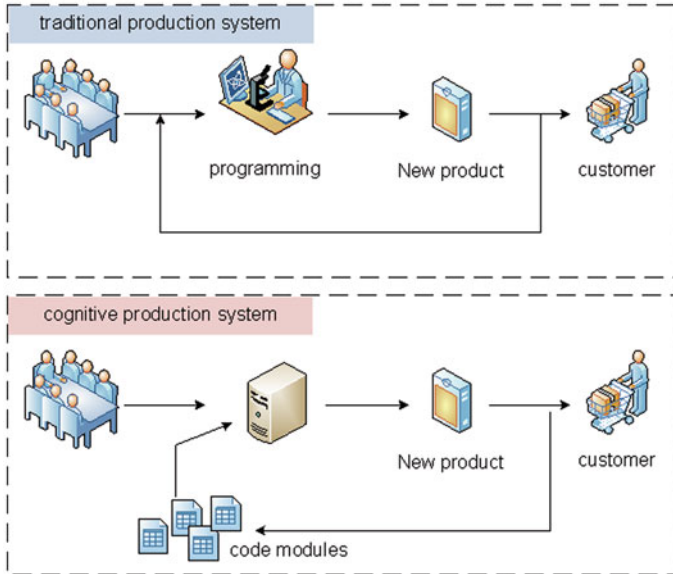 traditional production system
programming
New product
customer
cognitive production system
New product
customer
code modules